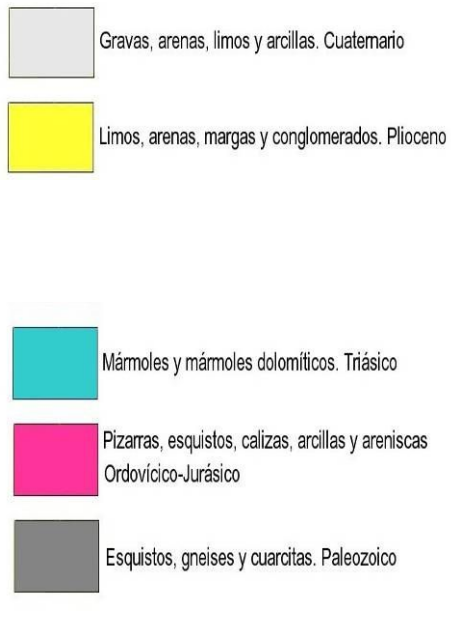 Gravas, arenas, limos y arcillas. Cuaternario
Limos, arenas, margas y conglomerados. Plioceno
Mármoles y mármoles dolomíticos. Triásico
Pizarras, esquistos, calizas, arcillas y areniscas
Ordovícico-Jurásico
Esquistos, gneises y cuarcitas. Paleozoico